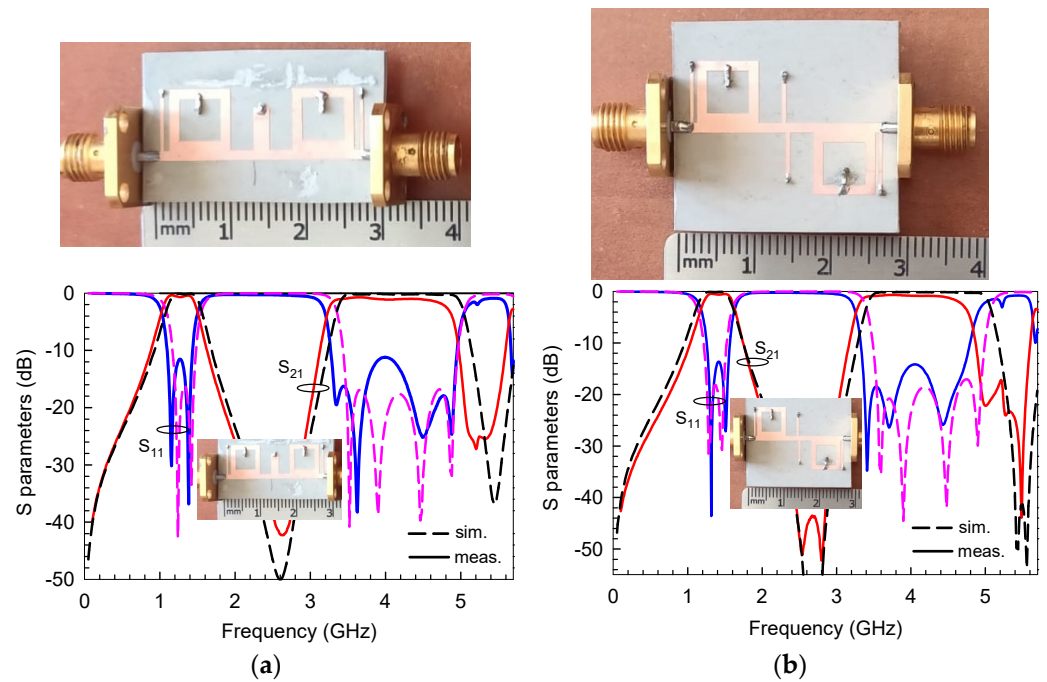 mm 1 2 3 4
mm 1 2 3 4
0
-10
-20
-30
-40
-50
S parameters (dB)
S21
S11
mm 1 2 3
sim.
meas.
0 1 2 3 4 5
Frequency (GHz)
(a)
0
-10
-20
-30
-40
-50
S parameters (dB)
S21
S11
mm 1 2 3
sim.
meas.
0 1 2 3 4 5
Frequency (GHz)
(b)